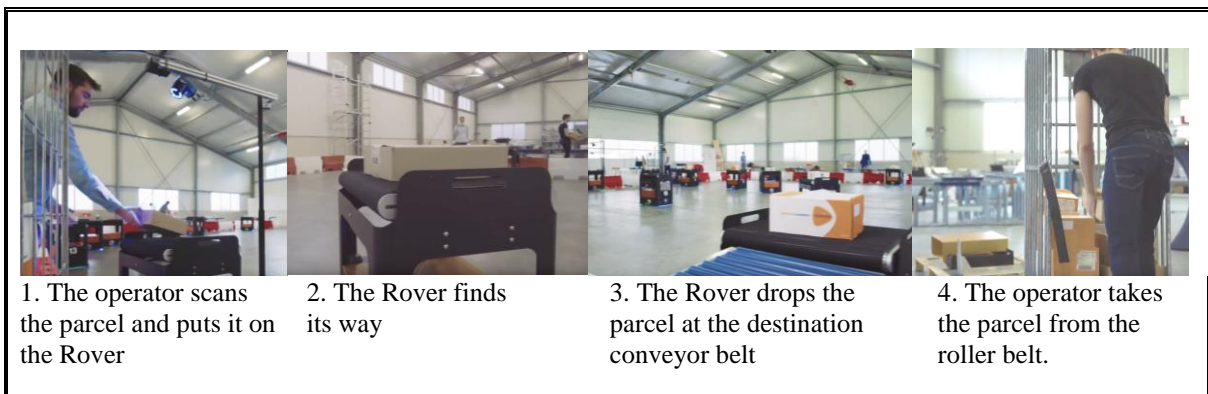 1. The operator scans
the parcel and puts it on
the Rover
2. The Rover finds
its way
3. The Rover drops the
parcel at the destination
conveyor belt
4. The operator takes
the parcel from the
roller belt.